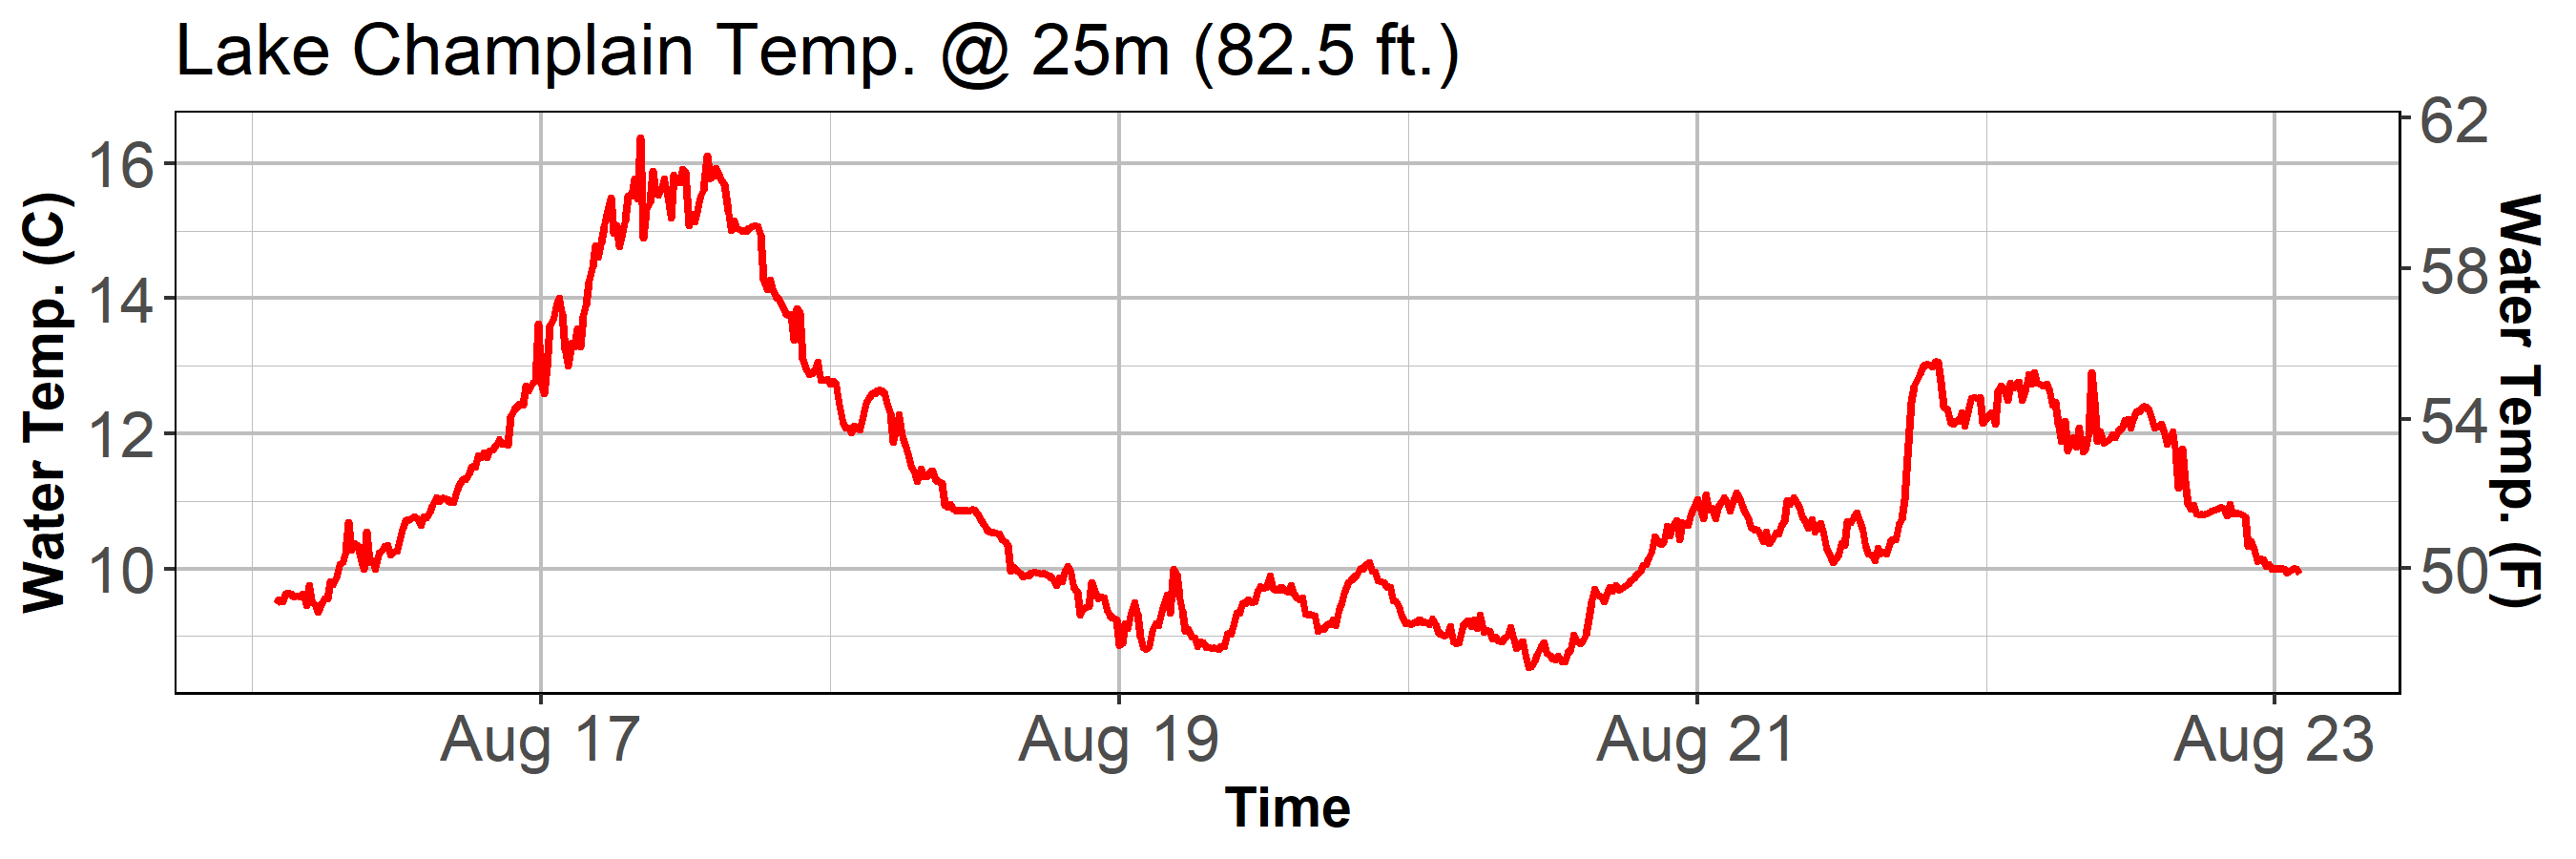 Lake Champlain Temp. @ 25m (82.5 ft.)
Water Temp. (C)
16
14
12
10
62
58
54
50
Water Temp. (F)
Aug 17
Aug 19
Aug 21
Aug 23
Time